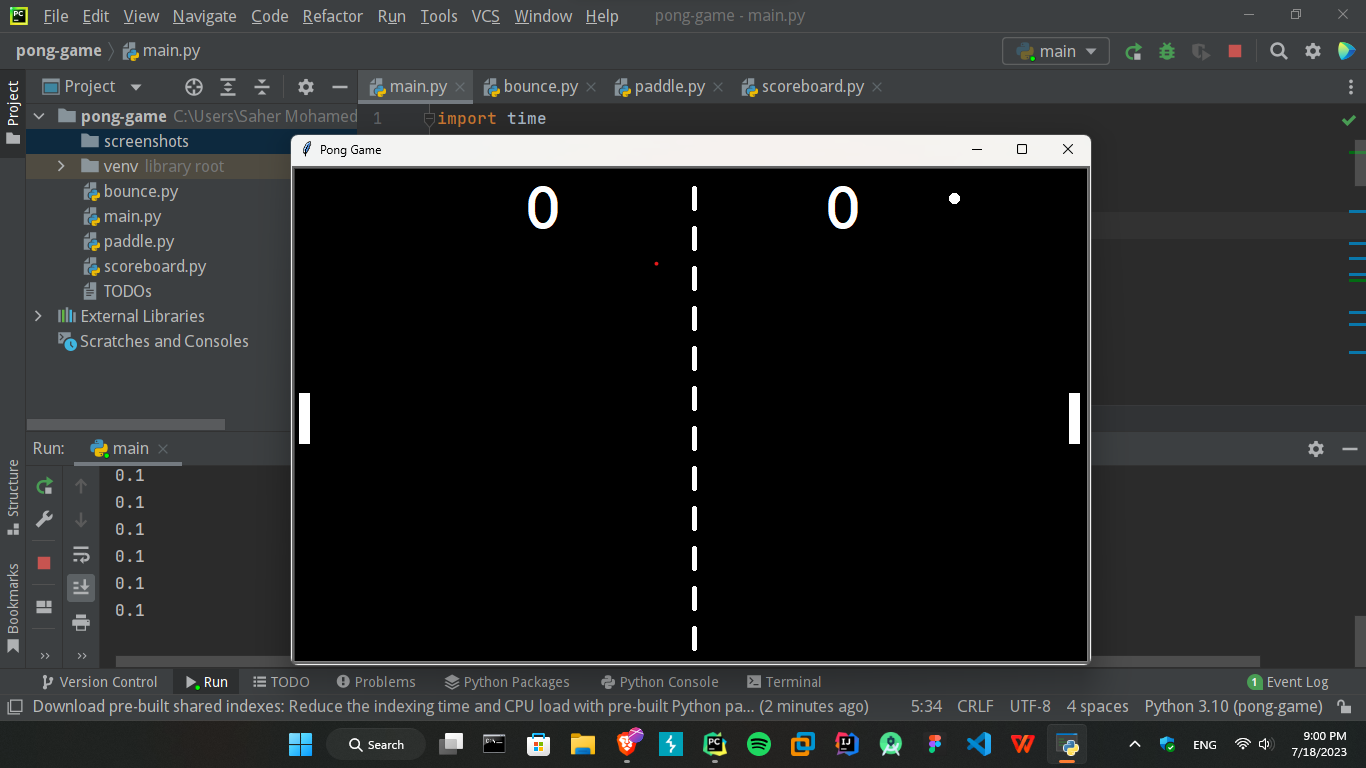 File Edit View Navigate Code Refactor Run Tools VCS Window Help pong-game - main.py
pong-game main.py main
Project main.py bounce.py paddle.py scoreboard.py
Project
pong-game C:\Users\Saher Mohamed
1 import time
screenshots
venv library root
bounce.py
main.py
paddle.py
scoreboard.py
TODOs
External Libraries
Scratches and Consoles
Pong Game
0 0
Run: main
0.1
0.1
0.1
0.1
0.1
0.1
Structure
Bookmarks
Version Control Run TODO Problems Python Packages Python Console Terminal 1 Event Log
Download pre-built shared indexes: Reduce the indexing time and CPU load with pre-built Python pa... (2 minutes ago) 5:34 CRLF UTF-8 4 spaces Python 3.10 (pong-game)
Search ENG 9:00 PM
7/18/2023